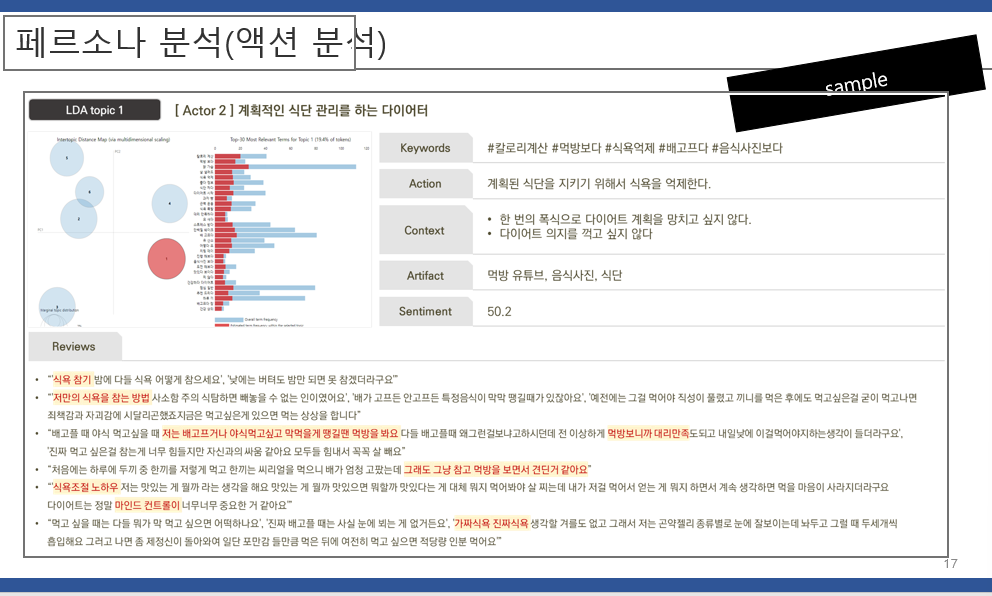 페르소나 분석(액션 분석)
sample
LDA topic 1
[ Actor 2 ] 계획적인 식단 관리를 하는 다이어터
Intertopic Distance Map (via multidimensional scaling)
Top-30 Most Relevant Terms for Topic 1 (19.4% of tokens)
Keywords
#칼로리계산 #먹방보다 #식욕억제 #배고프다 #음식사진보다
Action
계획된 식단을 지키기 위해서 식욕을 억제한다.
Context
• 한 번의 폭식으로 다이어트 계획을 망치고 싶지 않다.
• 다이어트 의지를 꺾고 싶지 않다
Artifact
먹방 유튜브, 음식사진, 식단
Sentiment
50.2
Reviews
• “‘식욕 참기 밤에 다들 식욕 어떻게 참으세요’, ‘낮에는 버텨도 밤만 되면 못 참겠더라구요’”
• “‘저만의 식욕을 참는 방법 사소함 주의 식탐하면 빼놓을 수 없는 인이였어요’, ‘배가 고프든 안고프든 특정음식이 막막 땡길때가 있잖아요’, ‘예전에는 그걸 먹어야 직성이 풀렸고 끼니를 먹은 후에도 먹고싶은걸 굳이 먹고나면
죄책감과 자괴감에 시달리곤했죠지금은 먹고싶은게 있으면 먹는 상상을 합니다”
• “배고플 때 야식 먹고싶을 때 저는 배고프거나 야식먹고싶고 막먹을게 땡길땐 먹방을 봐요 다들 배고플때 왜그런걸보냐고하시던데 전 이상하게 먹방보니까 대리만족도되고 내일낮에 이걸먹어야지하는생각이 들더라구요’,
‘진짜 먹고 싶은걸 참는게 너무 힘들지만 자신과의 싸움 같아요 모두들 힘내서 꼭꼭 살 빼요”
• “처음에는 하루에 두끼 중 한끼를 저렇게 먹고 한끼는 씨리얼을 먹으니 배가 엄청 고팠는데 그래도 그냥 참고 먹방을 보면서 견딘거 같아요”
• “‘식욕조절 노하우 저는 맛있는 게 뭘까 라는 생각을 해요 맛있는 게 뭘까 맛있으면 뭐할까 맛있다는 게 대체 뭐지 먹어봐야 살 찌는데 내가 저걸 먹어서 얻는 게 뭐지 하면서 계속 생각하면 먹을 마음이 사라지더라구요
다이어트는 정말 마인드 컨트롤이 너무너무 중요한 거 같아요’”
• “먹고 싶을 때는 다들 뭐가 막 먹고 싶으면 어떡하나요’, ‘진짜 배고플 때는 사실 눈에 뵈는 게 없거든요’, ‘가짜식욕 진짜식욕 생각할 겨를도 없고 그래서 저는 곤약젤리 종류별로 눈에 잘보이는데 놔두고 그럴 때 두세개씩
흡입해요 그러고 나면 좀 제정신이 돌아와여 일단 포만감 들만큼 먹은 뒤에 여전히 먹고 싶으면 적당량 인분 먹어요’”
17